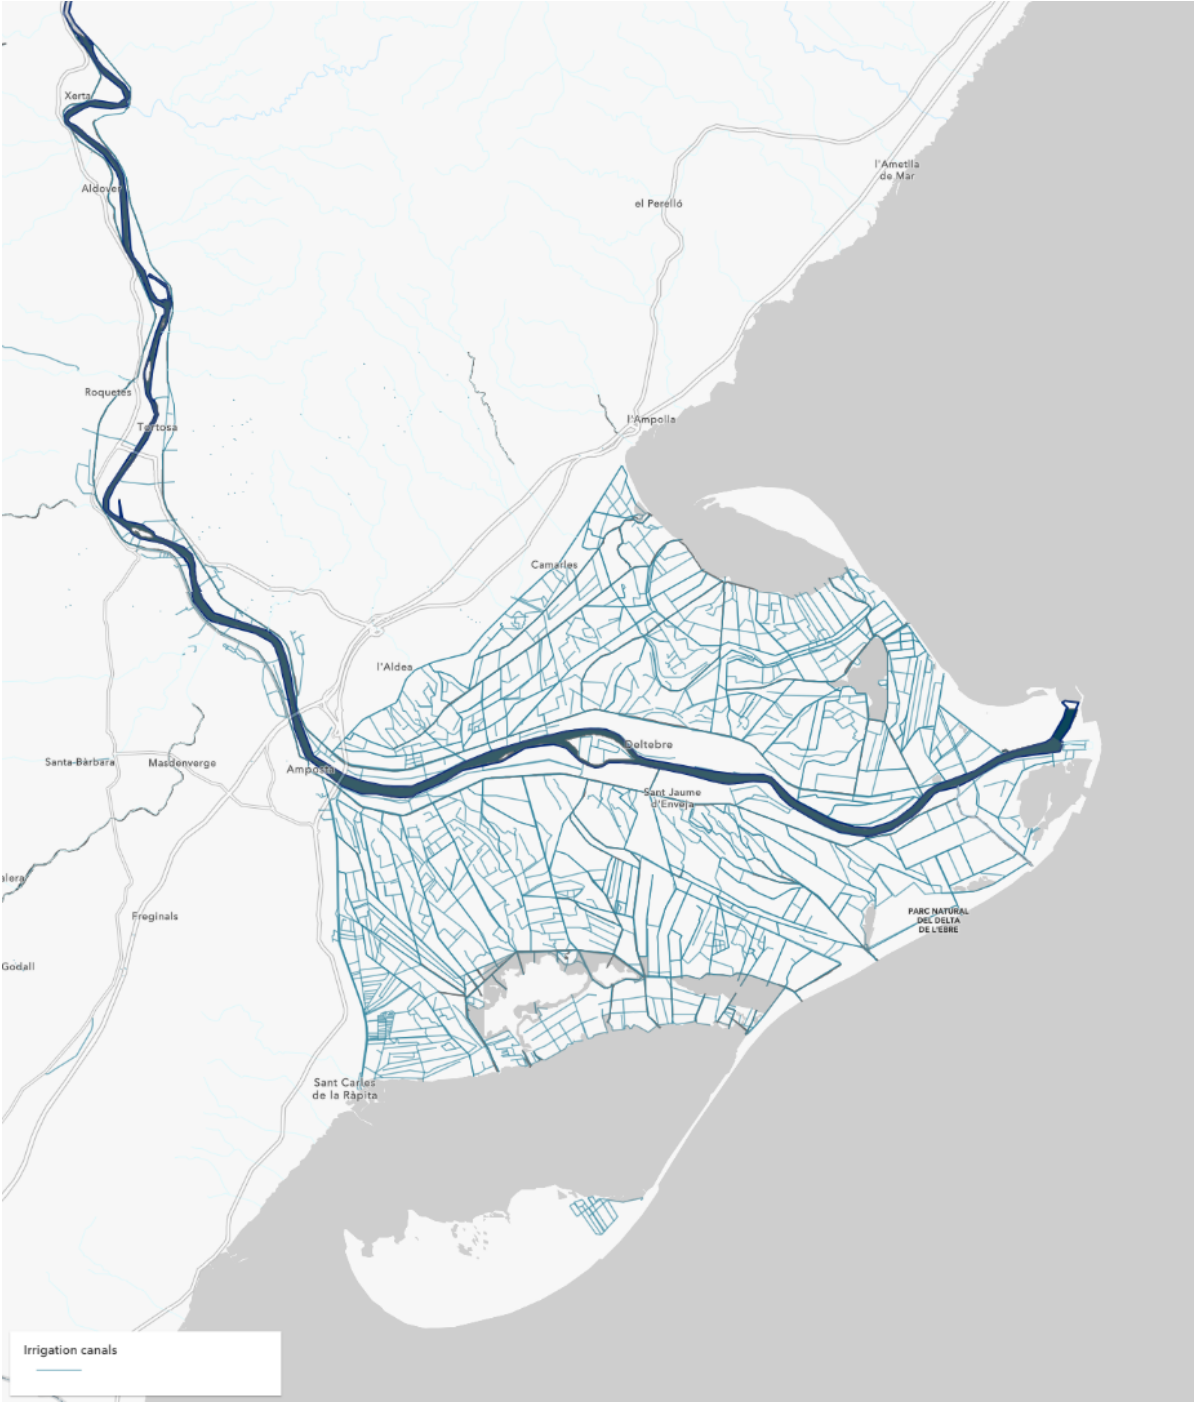 Xerta
Aldover
l'Ametlla
de Mar
el Perelló
Roquetes
Tortosa
l'Ampolla
Camarles
l'Aldea
Deltebre
Santa Bàrbara
Masdenverge
Amposta
Sant Jaume
d'Enveja
alera
Freginals
PARC NATURAL
DEL DELTA
DE L'EBRE
Godall
Sant Carles
de la Ràpita
Irrigation canals